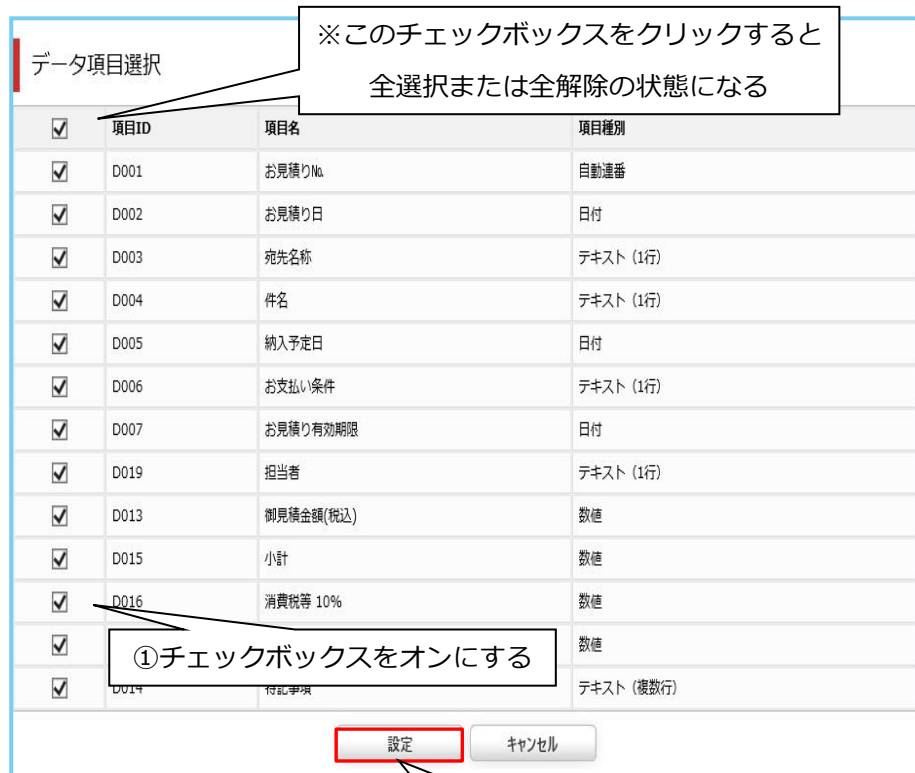 ※このチェックボックスをクリックすると
全選択または全解除の状態になる
データ項目選択
項目ID 項目名 項目種別
D001 お見積り№ 自動連番
D002 お見積り日 日付
D003 宛先名称 テキスト（1行）
D004 件名 テキスト（1行）
D005 納入予定日 日付
D006 お支払い条件 テキスト（1行）
D007 お見積り有効期限 日付
D019 担当者 テキスト（1行）
D013 御見積金額(税込) 数値
D015 小計 数値
D016 消費税等 10% 数値
数値
①チェックボックスをオンにする
D014 特記事項 テキスト（複数行）
設定 キャンセル